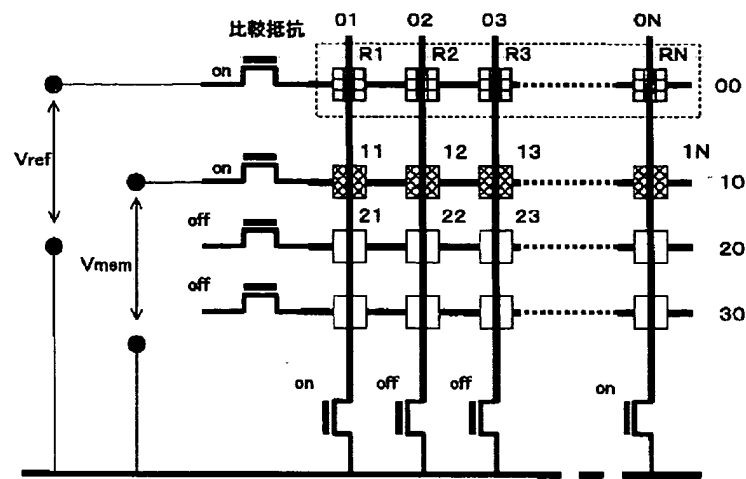 01 02 03 0N
比較抵抗
on R1 R2 R3 RN 00
Vref
on 11 12 13 1N 10
off 21 22 23 20
Vmem
off 30
on off off on